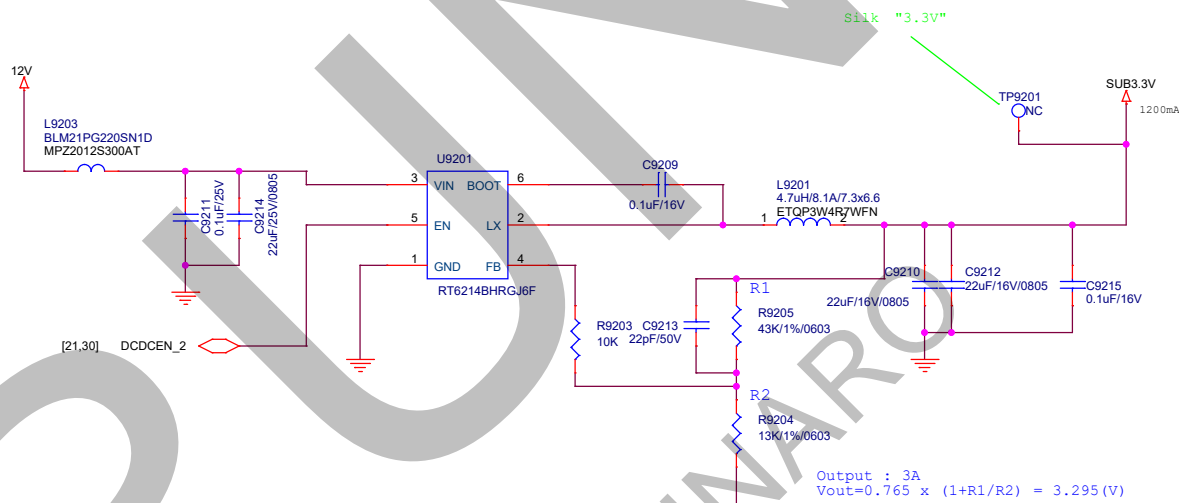 Silk "3.3V"
12V
SUB3.3V
TP9201
NC
1200mA
L9203
BLM21PG220SN1D
MPZ2012S300AT
U9201
C9209
0.1uF/16V
L9201
4.7uH/8.1A/7.3x6.6
ETQP3W4R7WFN
1 2
3 VIN BOOT 6
5 EN LX 2
1 GND FB 4
RT6214BHRGJ6F
C9211
0.1uF/25V
C9214
22uF/25V/0805
C9210
22uF/16V/0805
C9212
22uF/16V/0805
C9215
0.1uF/16V
R1
R9203
10K
C9213
22pF/50V
R9205
43K/1%/0603
[21,30] DCDCEN_2
R2
R9204
13K/1%/0603
Output : 3A
Vout=0.765 x (1+R1/R2) = 3.295(V)